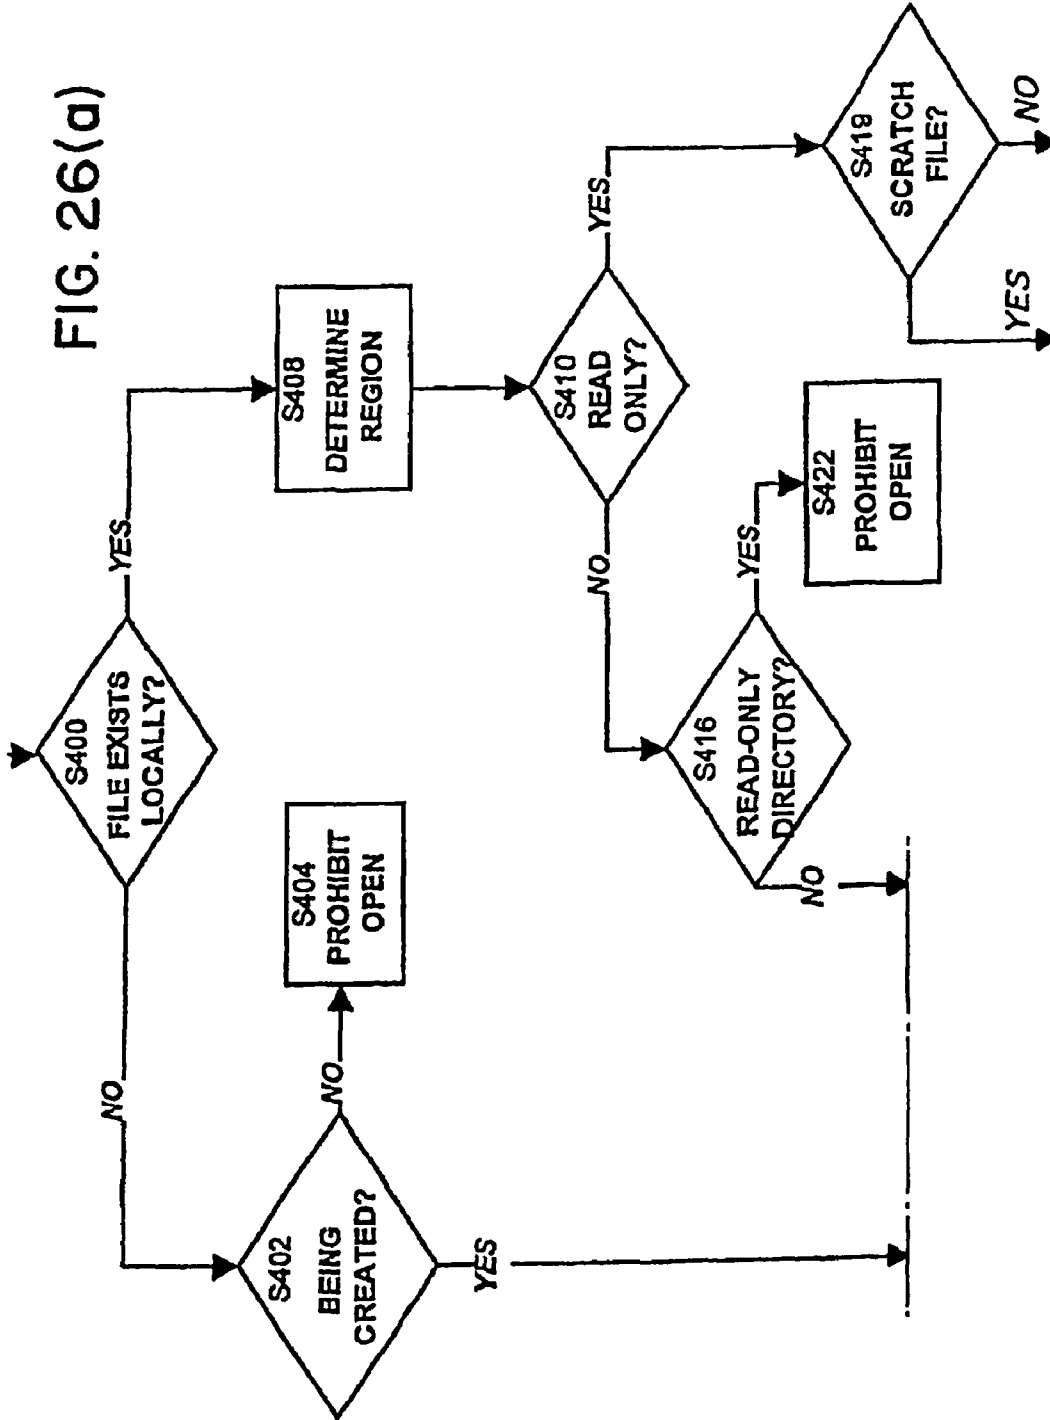 FIG. 26(a)
S400
FILE EXISTS
LOCALLY?
NO
YES
S402
BEING
CREATED?
NO
YES
S404
PROHIBIT
OPEN
S408
DETERMINE
REGION
S410
READ
ONLY?
NO
YES
S416
READ-ONLY
DIRECTORY?
NO
YES
S422
PROHIBIT
OPEN
S419
SCRATCH
FILE?
YES
NO